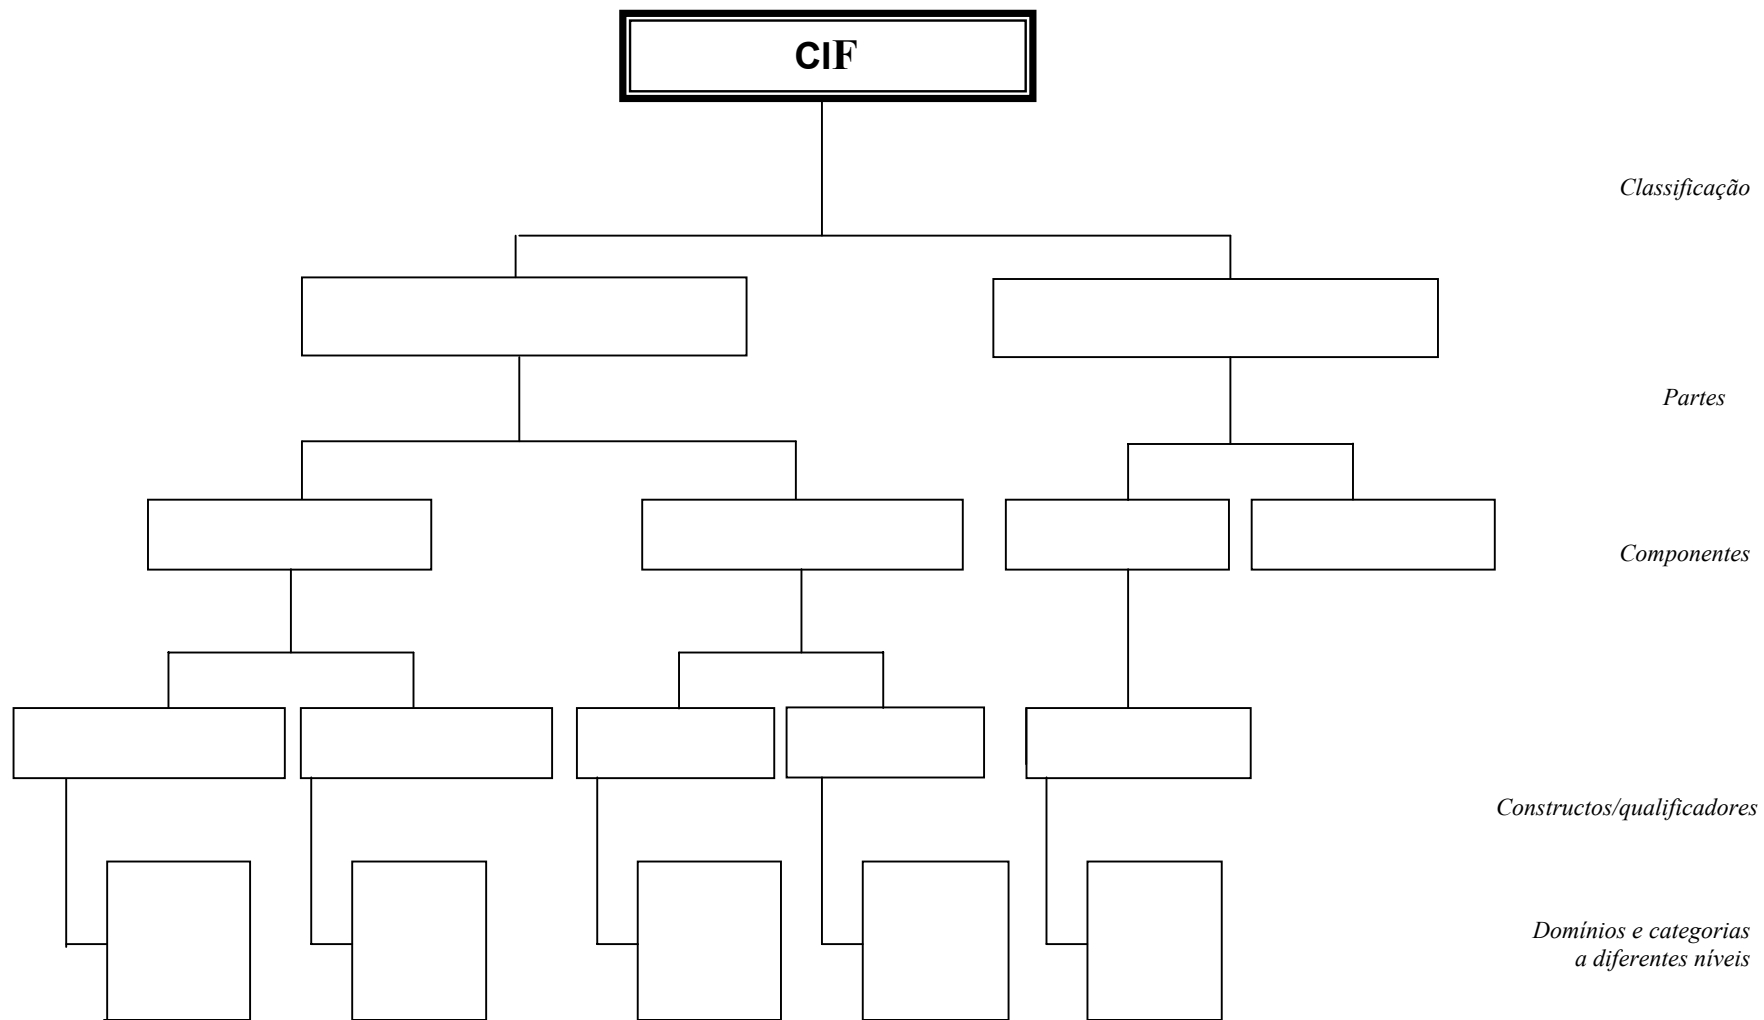 CIF
Classificação
Partes
Componentes
Constructos/qualificadores
Domínios e categorias
a diferentes níveis